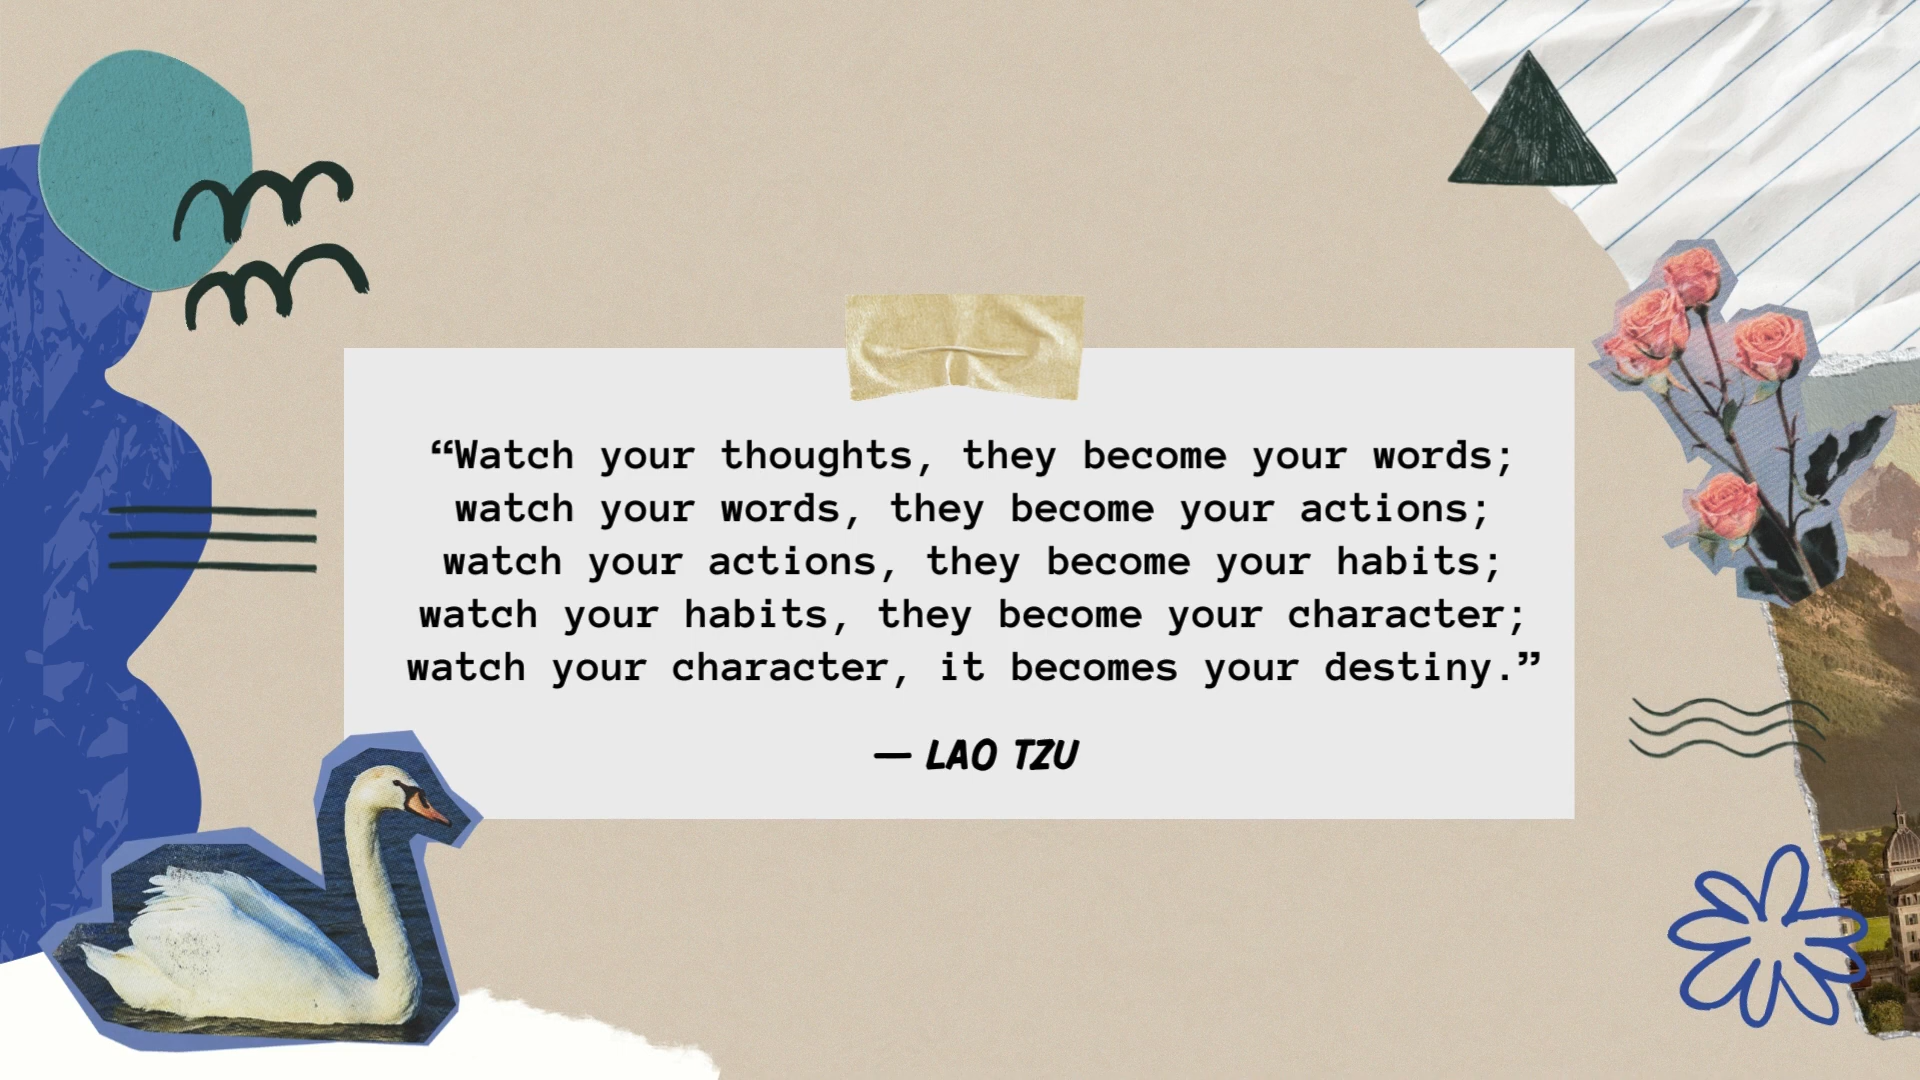 “Watch your thoughts, they become your words;
watch your words, they become your actions;
watch your actions, they become your habits;
watch your habits, they become your character;
watch your character, it becomes your destiny.”
— LAO TZU